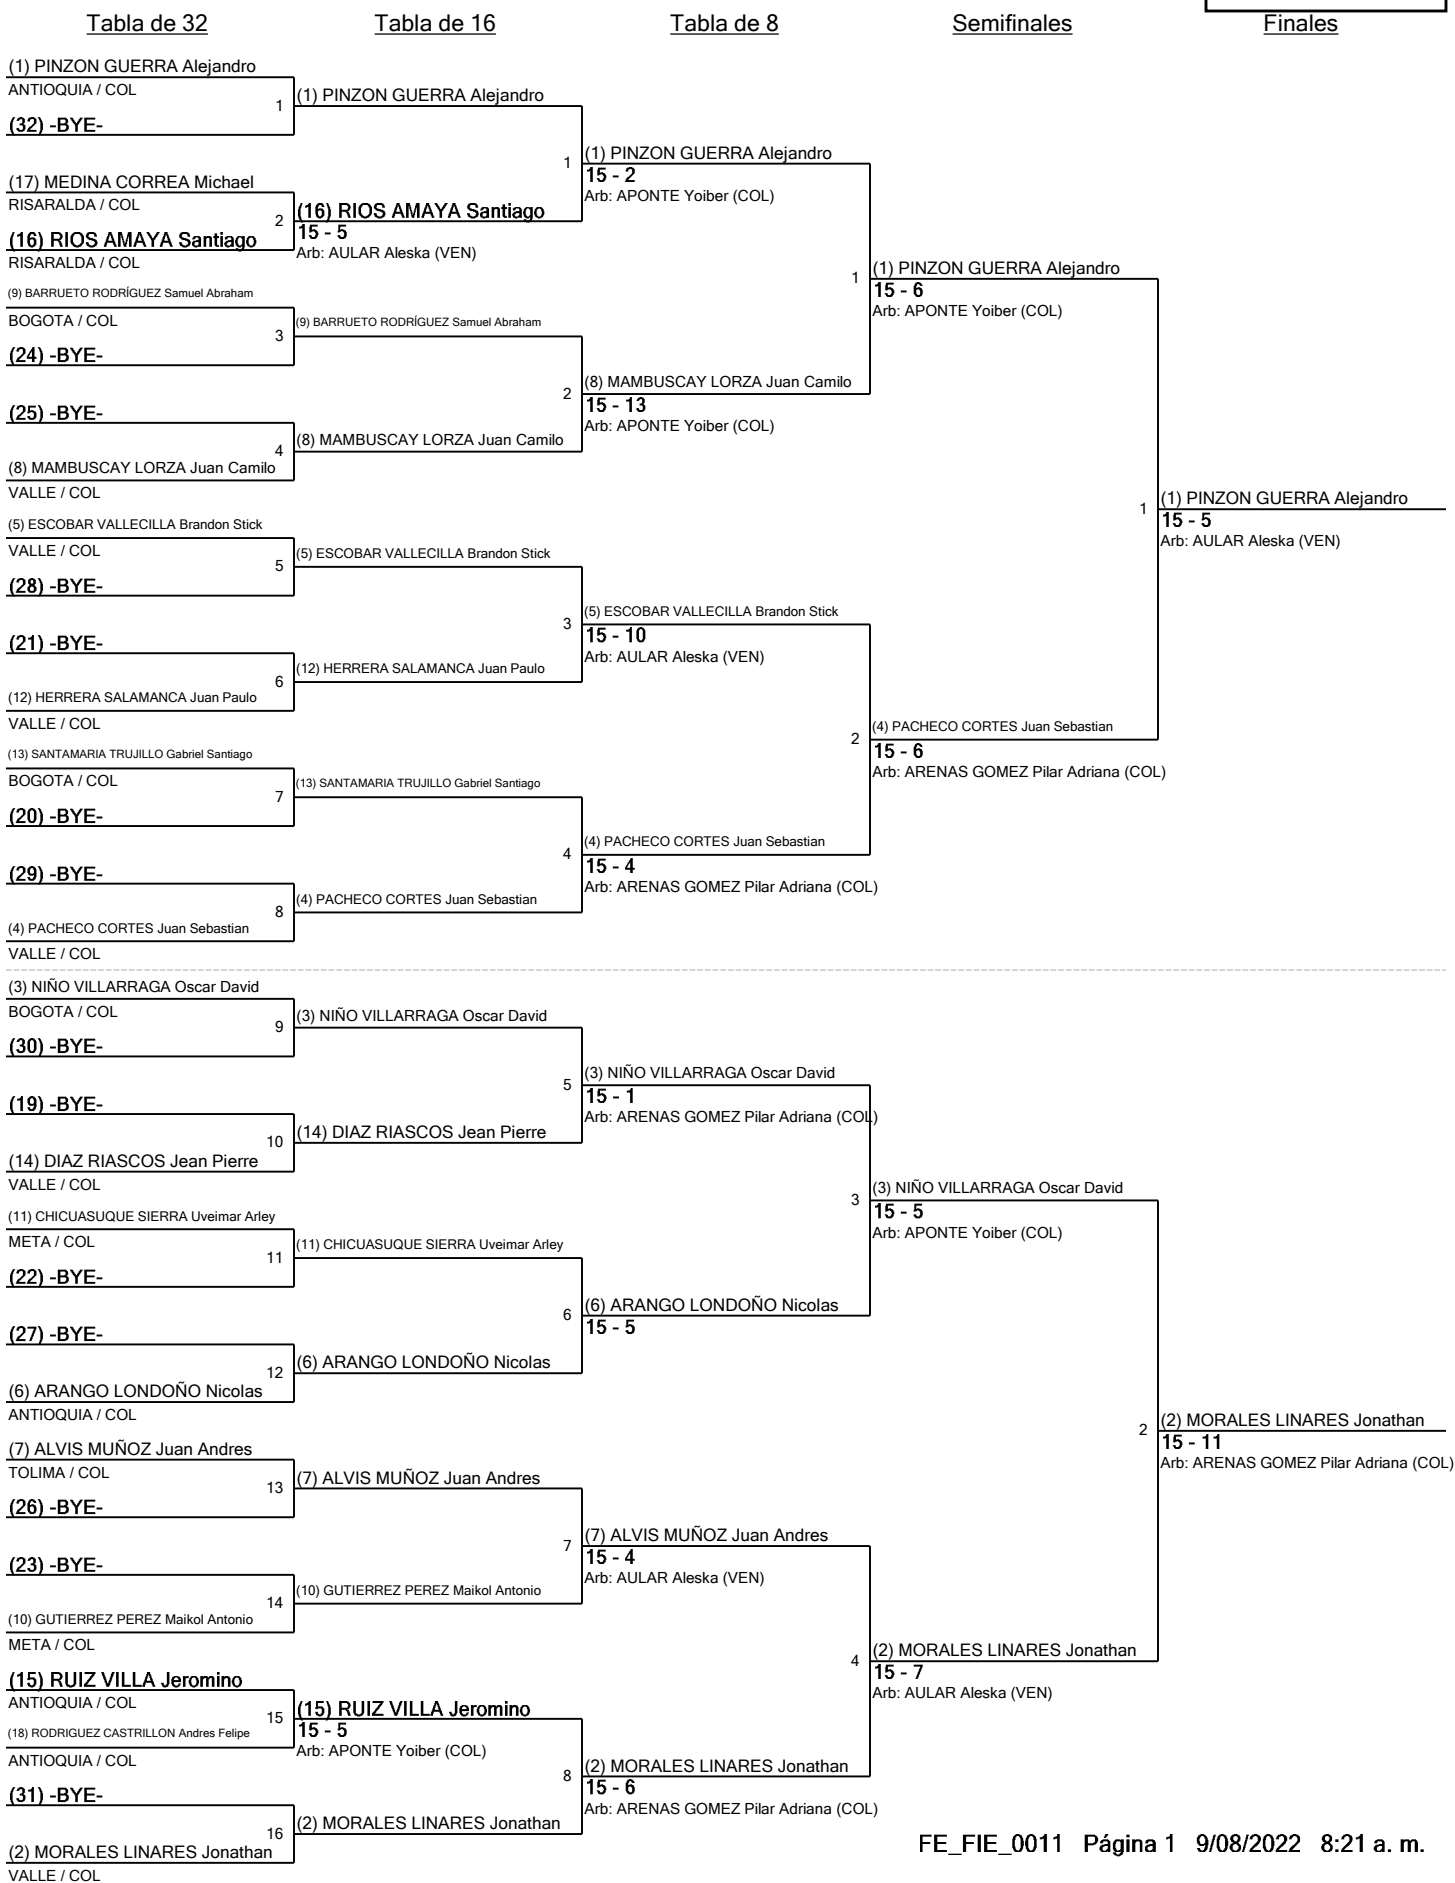 Tabla de 32
Tabla de 16
Tabla de 8
Semifinales
Finales
(1) PINZON GUERRA Alejandro
ANTIOQUIA / COL
1
(32) -BYE-
(17) MEDINA CORREA Michael
RISARALDA / COL
2
(16) RIOS AMAYA Santiago
RISARALDA / COL
(9) BARRUETO RODRÍGUEZ Samuel Abraham
BOGOTA / COL
3
(24) -BYE-
(25) -BYE-
4
(8) MAMBUSCAY LORZA Juan Camilo
VALLE / COL
(5) ESCOBAR VALLECILLA Brandon Stick
VALLE / COL
5
(28) -BYE-
(21) -BYE-
6
(12) HERRERA SALAMANCA Juan Paulo
VALLE / COL
(13) SANTAMARIA TRUJILLO Gabriel Santiago
BOGOTA / COL
7
(20) -BYE-
(29) -BYE-
8
(4) PACHECO CORTES Juan Sebastian
VALLE / COL
(3) NIÑO VILLARRAGA Oscar David
BOGOTA / COL
9
(30) -BYE-
(19) -BYE-
10
(14) DIAZ RIASCOS Jean Pierre
VALLE / COL
(11) CHICUASUQUE SIERRA Uveimar Arley
META / COL
11
(22) -BYE-
(27) -BYE-
12
(6) ARANGO LONDOÑO Nicolas
ANTIOQUIA / COL
(7) ALVIS MUÑOZ Juan Andres
TOLIMA / COL
13
(26) -BYE-
(23) -BYE-
14
(10) GUTIERREZ PEREZ Maikol Antonio
META / COL
(15) RUIZ VILLA Jeromino
ANTIOQUIA / COL
15
(18) RODRIGUEZ CASTRILLON Andres Felipe
ANTIOQUIA / COL
(31) -BYE-
16
(2) MORALES LINARES Jonathan
VALLE / COL
(1) PINZON GUERRA Alejandro
1
(16) RIOS AMAYA Santiago
15 - 5
Arb: AULAR Aleska (VEN)
(9) BARRUETO RODRÍGUEZ Samuel Abraham
2
(8) MAMBUSCAY LORZA Juan Camilo
(5) ESCOBAR VALLECILLA Brandon Stick
3
(12) HERRERA SALAMANCA Juan Paulo
(13) SANTAMARIA TRUJILLO Gabriel Santiago
4
(4) PACHECO CORTES Juan Sebastian
(3) NIÑO VILLARRAGA Oscar David
5
(14) DIAZ RIASCOS Jean Pierre
(11) CHICUASUQUE SIERRA Uveimar Arley
6
(6) ARANGO LONDOÑO Nicolas
(7) ALVIS MUÑOZ Juan Andres
7
(10) GUTIERREZ PEREZ Maikol Antonio
(15) RUIZ VILLA Jeromino
15 - 5
Arb: APONTE Yoiber (COL)
8
(2) MORALES LINARES Jonathan
(1) PINZON GUERRA Alejandro
15 - 2
Arb: APONTE Yoiber (COL)
1
(8) MAMBUSCAY LORZA Juan Camilo
15 - 13
Arb: APONTE Yoiber (COL)
(5) ESCOBAR VALLECILLA Brandon Stick
15 - 10
Arb: AULAR Aleska (VEN)
2
(4) PACHECO CORTES Juan Sebastian
15 - 4
Arb: ARENAS GOMEZ Pilar Adriana (COL)
(3) NIÑO VILLARRAGA Oscar David
15 - 1
Arb: ARENAS GOMEZ Pilar Adriana (COL)
3
(6) ARANGO LONDOÑO Nicolas
15 - 5
(7) ALVIS MUÑOZ Juan Andres
15 - 4
Arb: AULAR Aleska (VEN)
4
(2) MORALES LINARES Jonathan
15 - 6
Arb: ARENAS GOMEZ Pilar Adriana (COL)
(1) PINZON GUERRA Alejandro
15 - 6
Arb: APONTE Yoiber (COL)
1
(4) PACHECO CORTES Juan Sebastian
15 - 6
Arb: ARENAS GOMEZ Pilar Adriana (COL)
(3) NIÑO VILLARRAGA Oscar David
15 - 5
Arb: APONTE Yoiber (COL)
2
(2) MORALES LINARES Jonathan
15 - 7
Arb: AULAR Aleska (VEN)
(1) PINZON GUERRA Alejandro
15 - 5
Arb: AULAR Aleska (VEN)
(2) MORALES LINARES Jonathan
15 - 11
Arb: ARENAS GOMEZ Pilar Adriana (COL)
FE_FIE_0011 Página 1 9/08/2022 8:21 a. m.